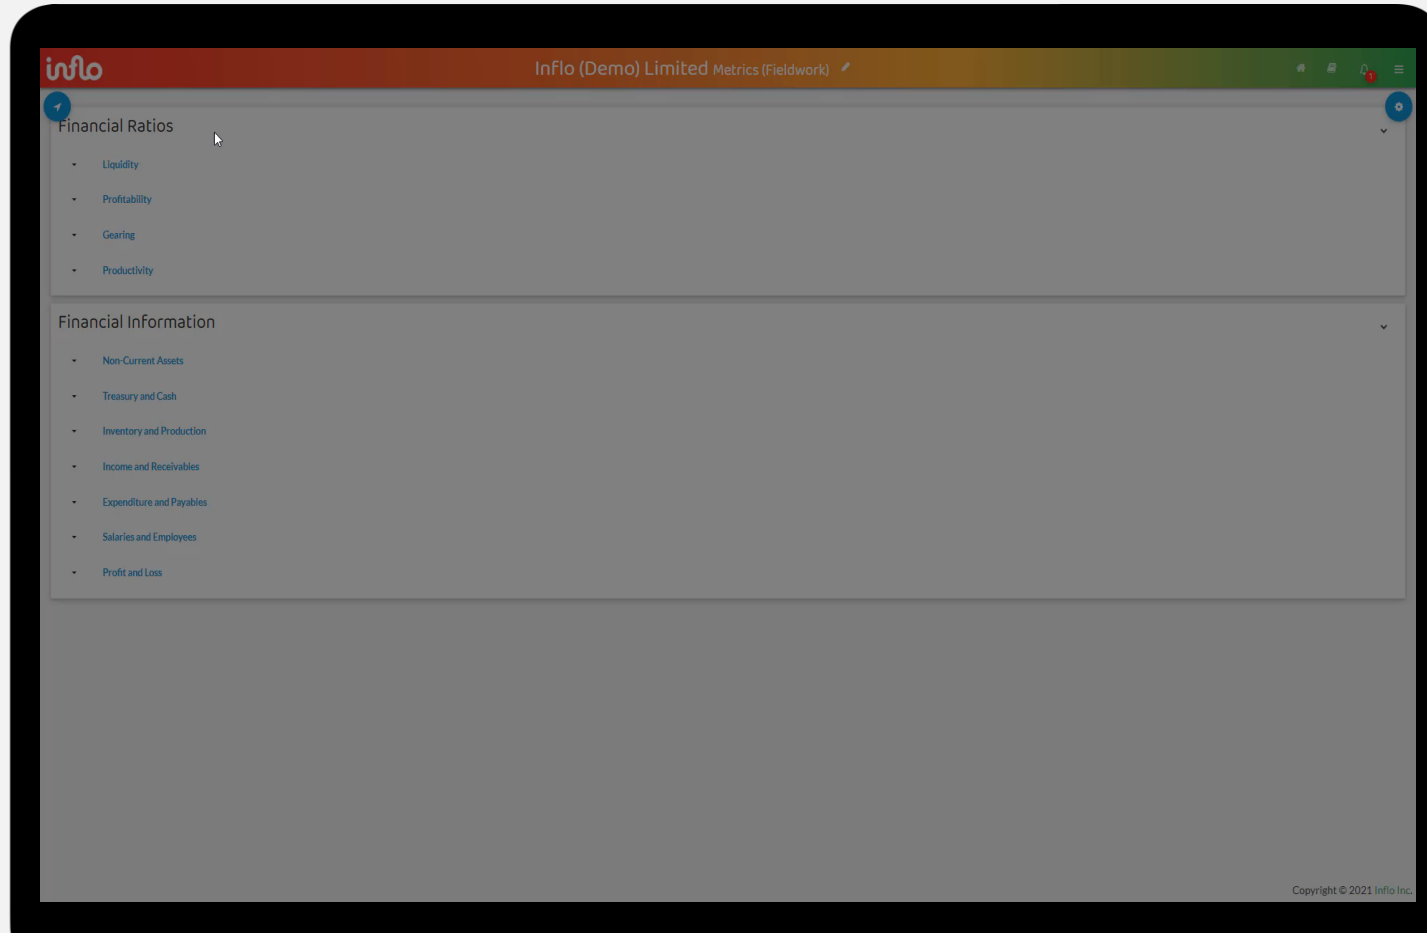 inflo
Inflo (Demo) Limited Metrics (Fieldwork)
1
Financial Ratios
Liquidity
Profitability
Gearing
Productivity
Financial Information
Non-Current Assets
Treasury and Cash
Inventory and Production
Income and Receivables
Expenditure and Payables
Salaries and Employees
Profit and Loss
Copyright © 2021 Inflo Inc.